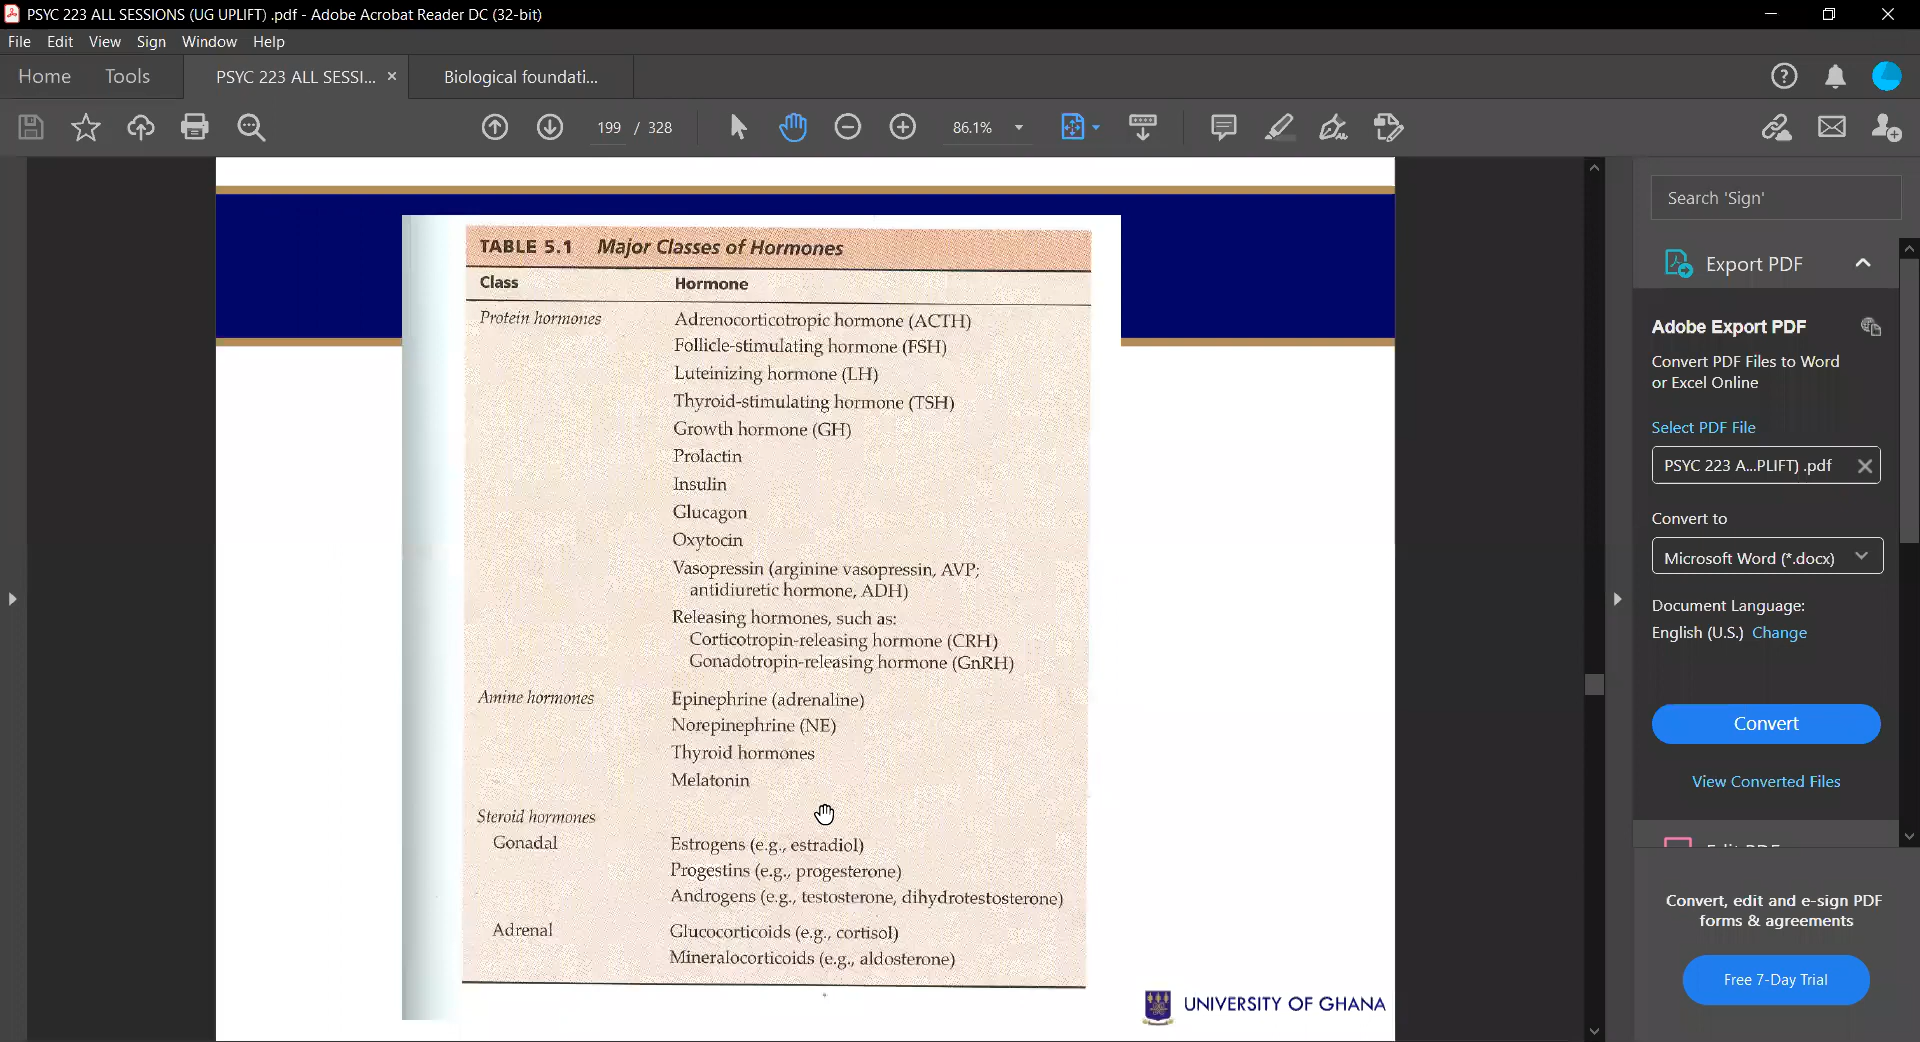 PSYC 223 ALL SESSIONS (UG UPLIFT) .pdf - Adobe Acrobat Reader DC (32-bit)
File Edit View Sign Window Help
Home Tools PSYC 223 ALL SESSI... × Biological foundati...
199 / 328 86.1%
TABLE 5.1 Major Classes of Hormones
Class Hormone
Protein hormones Adrenocorticotropic hormone (ACTH)
Follicle-stimulating hormone (FSH)
Luteinizing hormone (LH)
Thyroid-stimulating hormone (TSH)
Growth hormone (GH)
Prolactin
Insulin
Glucagon
Oxytocin
Vasopressin (arginine vasopressin, AVP;
antidiuretic hormone, ADH)
Releasing hormones, such as:
Corticotropin-releasing hormone (CRH)
Gonadotropin-releasing hormone (GnRH)
Amine hormones Epinephrine (adrenaline)
Norepinephrine (NE)
Thyroid hormones
Melatonin
Steroid hormones
Gonadal Estrogens (e.g., estradiol)
Progestins (e.g., progesterone)
Androgens (e.g., testosterone, dihydrotestosterone)
Adrenal Glucocorticoids (e.g., cortisol)
Mineralocorticoids (e.g., aldosterone)
UNIVERSITY OF GHANA
Search 'Sign'
Export PDF
Adobe Export PDF
Convert PDF Files to Word
or Excel Online
Select PDF File
PSYC 223 A...PLIFT) .pdf
Convert to
Microsoft Word (*.docx)
Document Language:
English (U.S.) Change
Convert
View Converted Files
Convert, edit and e-sign PDF
forms & agreements
Free 7-Day Trial